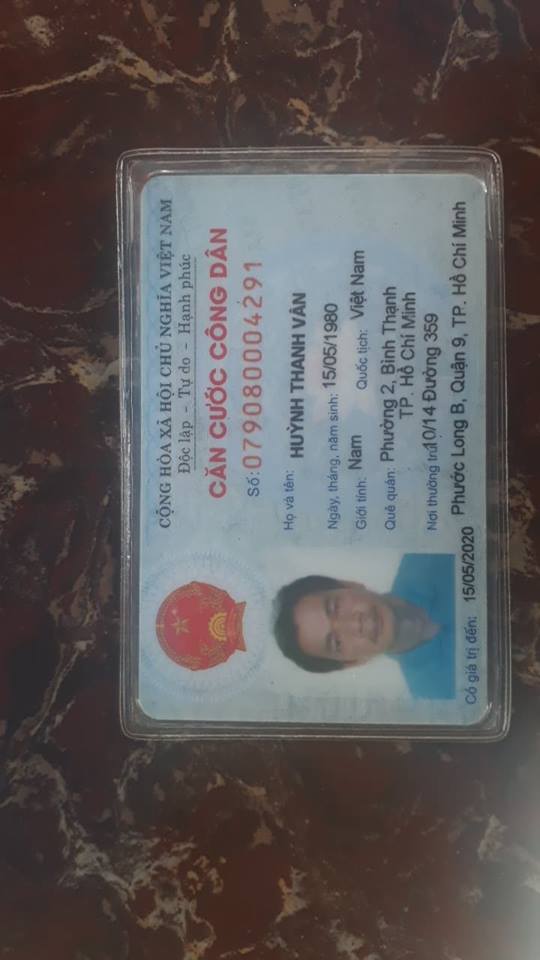 CỘNG HÒA XÃ HỘI CHỦ NGHĨA VIỆT NAM
Độc lập - Tự do - Hạnh phúc
CĂN CƯỚC CÔNG DÂN
Số: 079080004291
Họ và tên: HUỲNH THANH VÂN
Ngày, tháng, năm sinh: 15/05/1980
Giới tính: Nam Quốc tịch: Việt Nam
Quê quán: Phường 2, Bình Thạnh
TP. Hồ Chí Minh
Nơi thường trú: 10/14 Đường 359
Phước Long B, Quận 9, TP. Hồ Chí Minh
Có giá trị đến: 15/05/2020